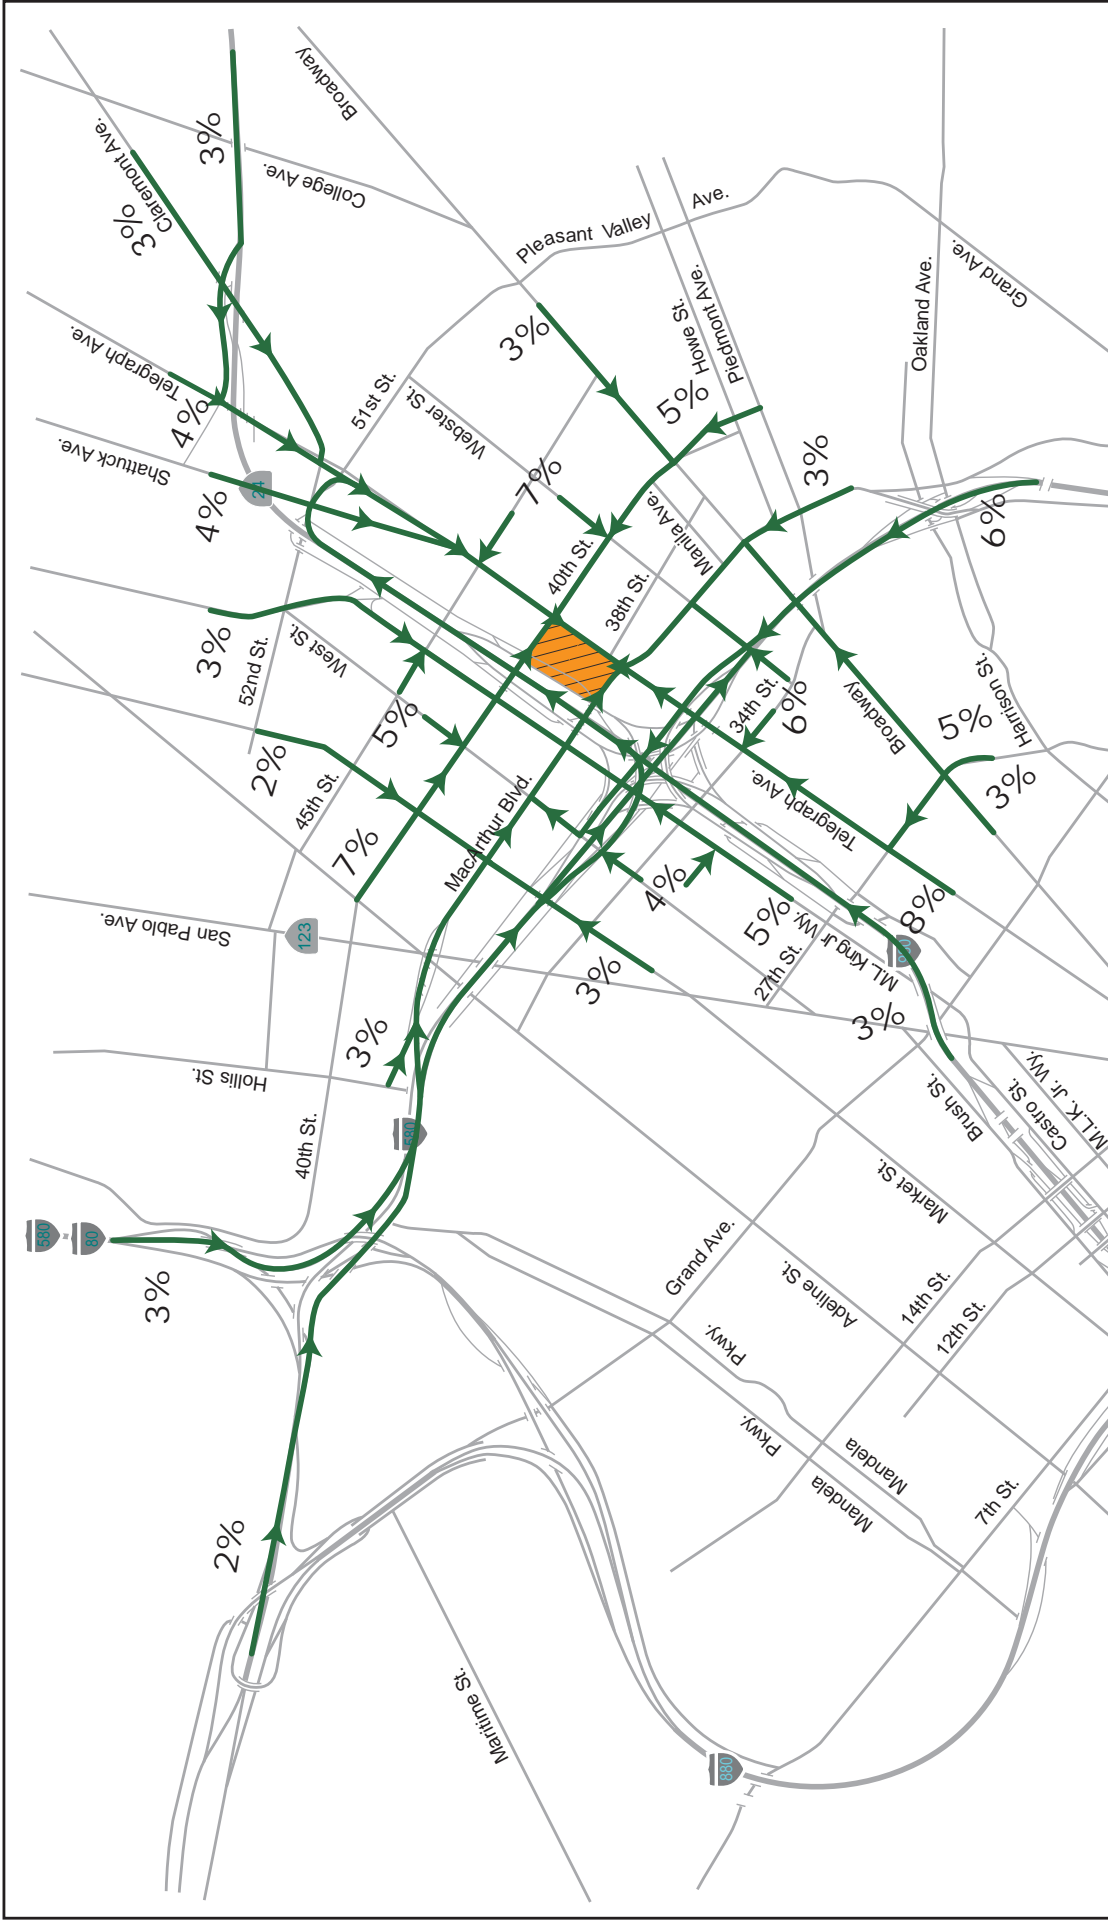 Broadway
3%
Claremont Ave.
3%
College Ave.
Pleasant Valley Ave.
Howe St.
Piedmont Ave.
Oakland Ave.
Grand Ave.
Telegraph Ave.
4%
Shattuck Ave.
4%
24
51st St.
Webster St.
3%
5%
7%
3%
6%
Manila Ave.
40th St.
38th St.
3%
52nd St.
West St.
2%
45th St.
5%
34th St.
6%
Broadway
5%
Harrison St.
3%
7%
MacArthur Blvd.
Telegraph Ave.
San Pablo Ave.
123
4%
5%
8%
M.L. King Jr. Wy.
27th St.
3%
3%
980
3%
Hollis St.
40th St.
580
Brush St.
Castro St.
M.L.K. Jr. Wy.
Market St.
580
80
3%
Grand Ave.
Adeline St.
14th St.
12th St.
Pkwy.
Mandela
Pkwy.
Mandela
7th St.
2%
Maritime St.
880